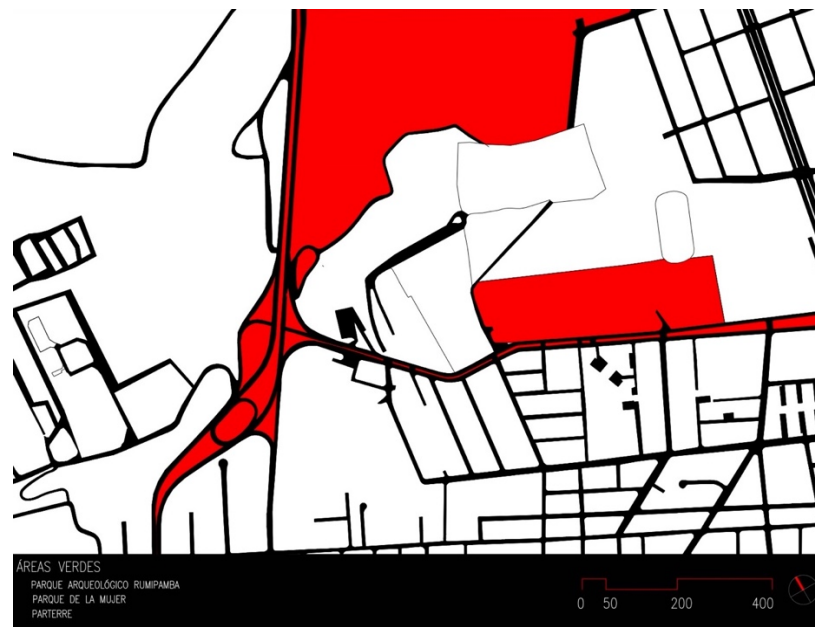 ÁREAS VERDES
PARQUE ARQUEOLÓGICO RUMIPAMBA
PARQUE DE LA MUJER
PARTERRE
0 50 200 400